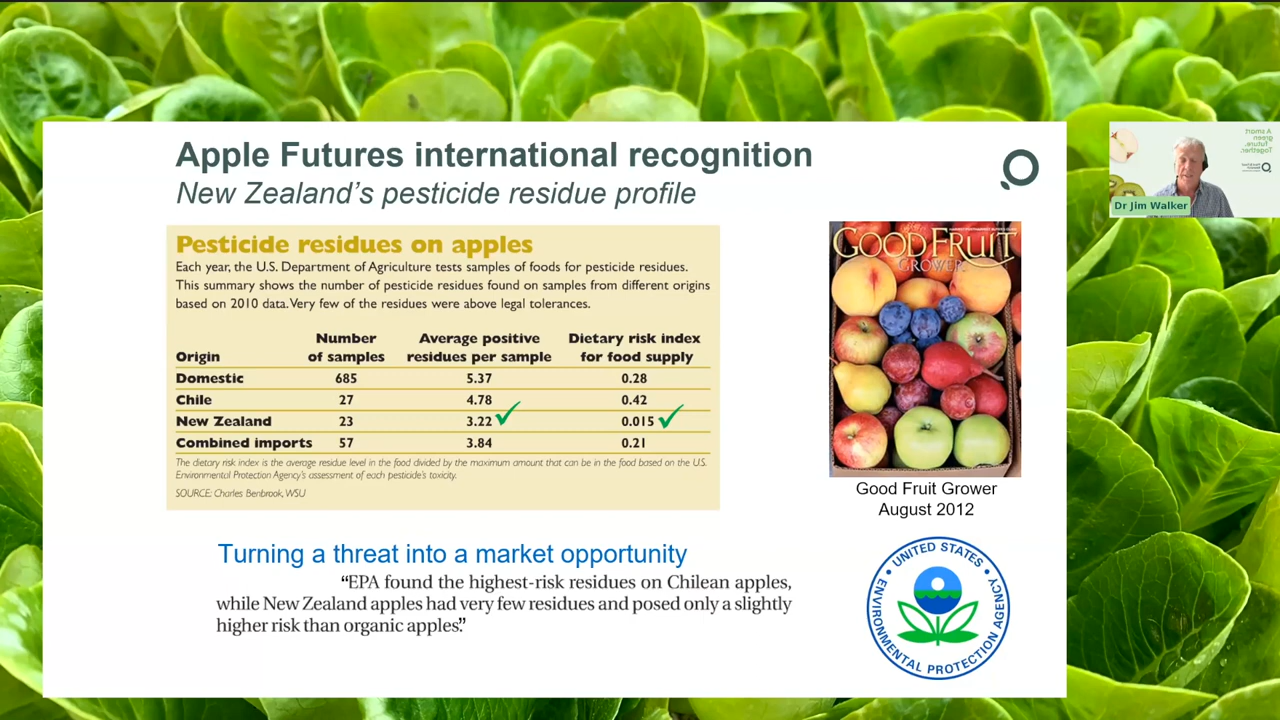 Apple Futures international recognition
New Zealand's pesticide residue profile
Pesticide residues on apples
Each year, the U.S. Department of Agriculture tests samples of foods for pesticide residues.
This summary shows the number of pesticide residues found on samples from different origins
based on 2010 data. Very few of the residues were above legal tolerances.
Number Average positive Dietary risk index
Origin of samples residues per sample for food supply
Domestic 685 5.37 0.28
Chile 27 4.78 0.42
New Zealand 23 3.22 0.015
Combined imports 57 3.84 0.21
The dietary risk index is the average residue level in the food divided by the maximum amount that can be in the food based on the U.S.
Environmental Protection Agency's assessment of each pesticide's toxicity.
SOURCE: Charles Benbrook, WSU
GOOD FRUIT
GROWER
Good Fruit Grower
August 2012
Turning a threat into a market opportunity
"EPA found the highest-risk residues on Chilean apples,
while New Zealand apples had very few residues and posed only a slightly
higher risk than organic apples."
UNITED STATES
ENVIRONMENTAL PROTECTION AGENCY
A smart
green
future.
Together.
Dr Jim Walker